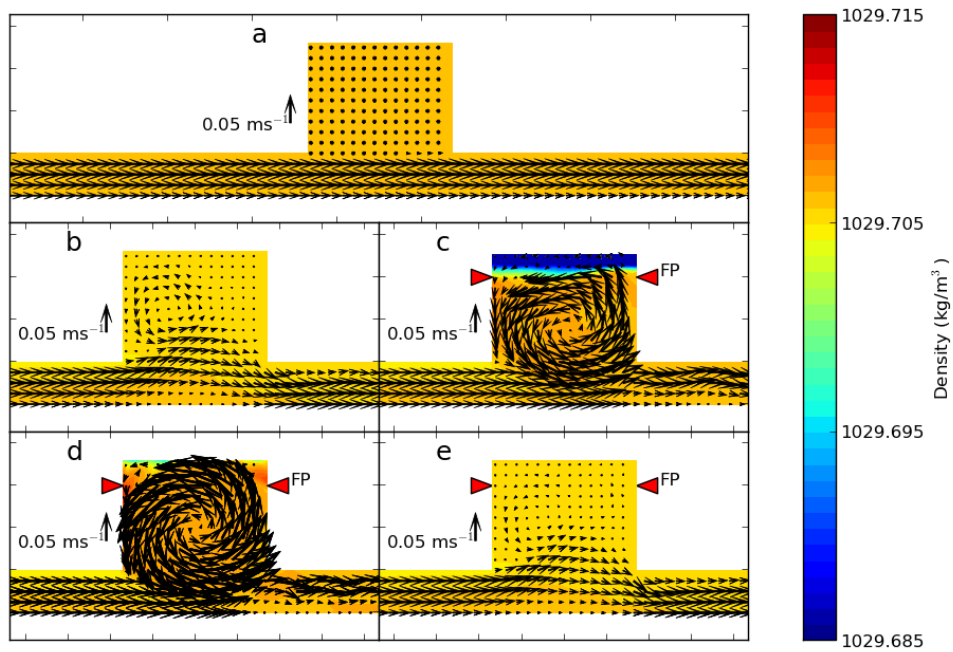 a
0.05 ms⁻¹
b
0.05 ms⁻¹
c
FP
0.05 ms⁻¹
d
FP
0.05 ms⁻¹
e
FP
0.05 ms⁻¹
1029.715
1029.705
1029.695
1029.685
Density (kg/m³ )